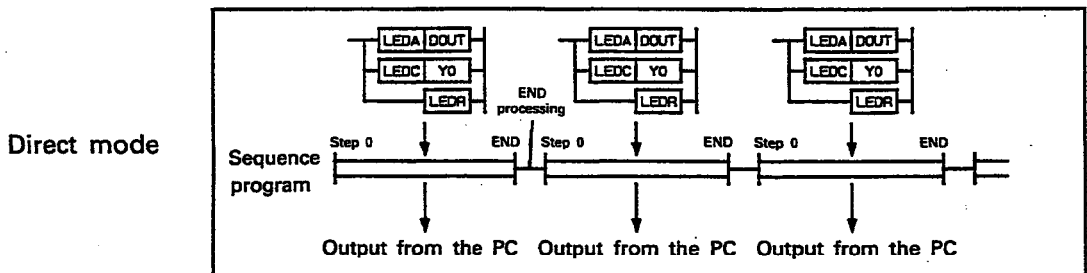 LEDA DOUT LEDA DOUT LEDA DOUT
LEDC Y0 LEDC Y0 LEDC Y0
LEDR LEDR LEDR
END
processing
Direct mode
Step 0 END Step 0 END Step 0 END
Sequence
program
Output from the PC Output from the PC Output from the PC